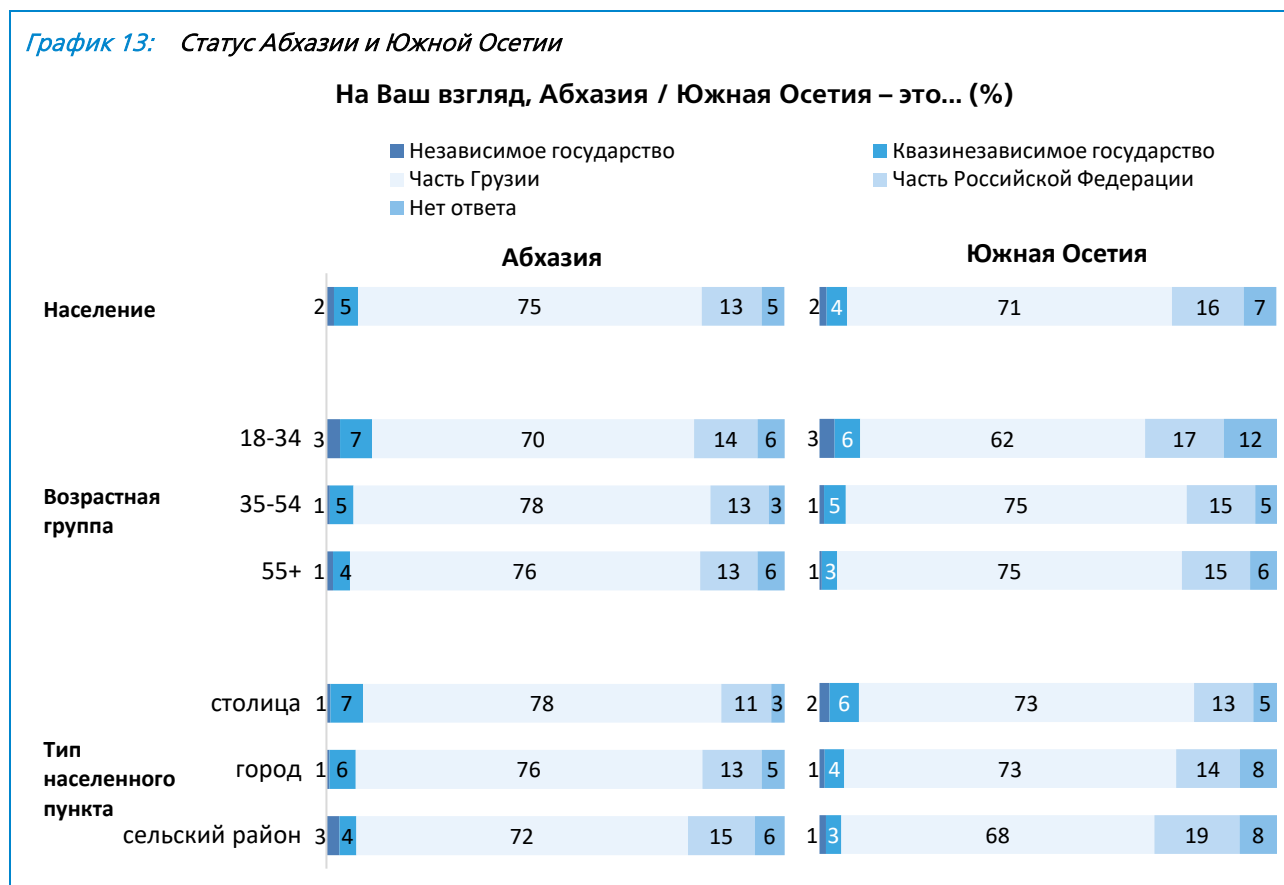 График 13: Статус Абхазии и Южной Осетии
На Ваш взгляд, Абхазия / Южная Осетия – это... (%)
Независимое государство
Квазинезависимое государство
Часть Грузии
Часть Российской Федерации
Нет ответа
Абхазия
Южная Осетия
Население
2 5 75 13 5
2 4 71 16 7
Возрастная
группа
18-34 3 7 70 14 6
3 6 62 17 12
35-54 1 5 78 13 3
1 5 75 15 5
55+ 1 4 76 13 6
1 3 75 15 6
Тип
населенного
пункта
столица 1 7 78 11 3
2 6 73 13 5
город 1 6 76 13 5
1 4 73 14 8
сельский район 3 4 72 15 6
1 3 68 19 8